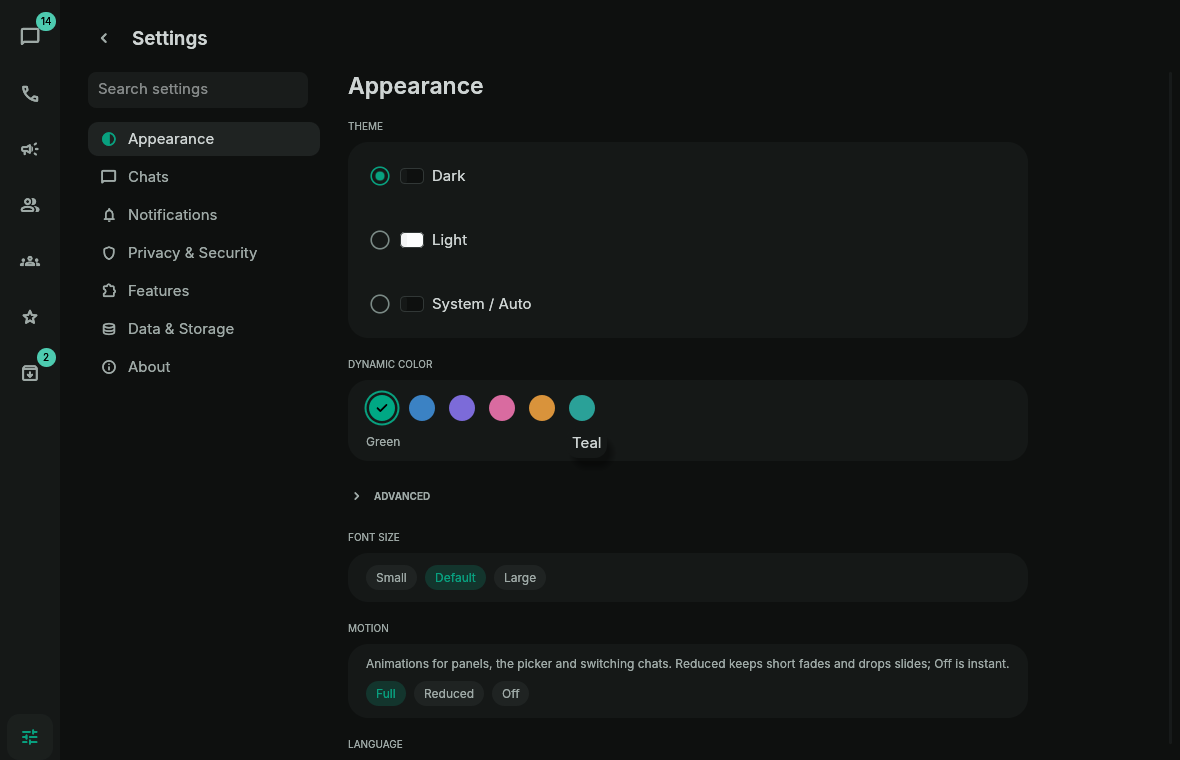 14
Settings
Search settings
Appearance
Chats
Notifications
Privacy & Security
Features
Data & Storage
About
2
Appearance
THEME
Dark
Light
System / Auto
DYNAMIC COLOR
Green
Teal
ADVANCED
FONT SIZE
Small Default Large
MOTION
Animations for panels, the picker and switching chats. Reduced keeps short fades and drops slides; Off is instant.
Full Reduced Off
LANGUAGE